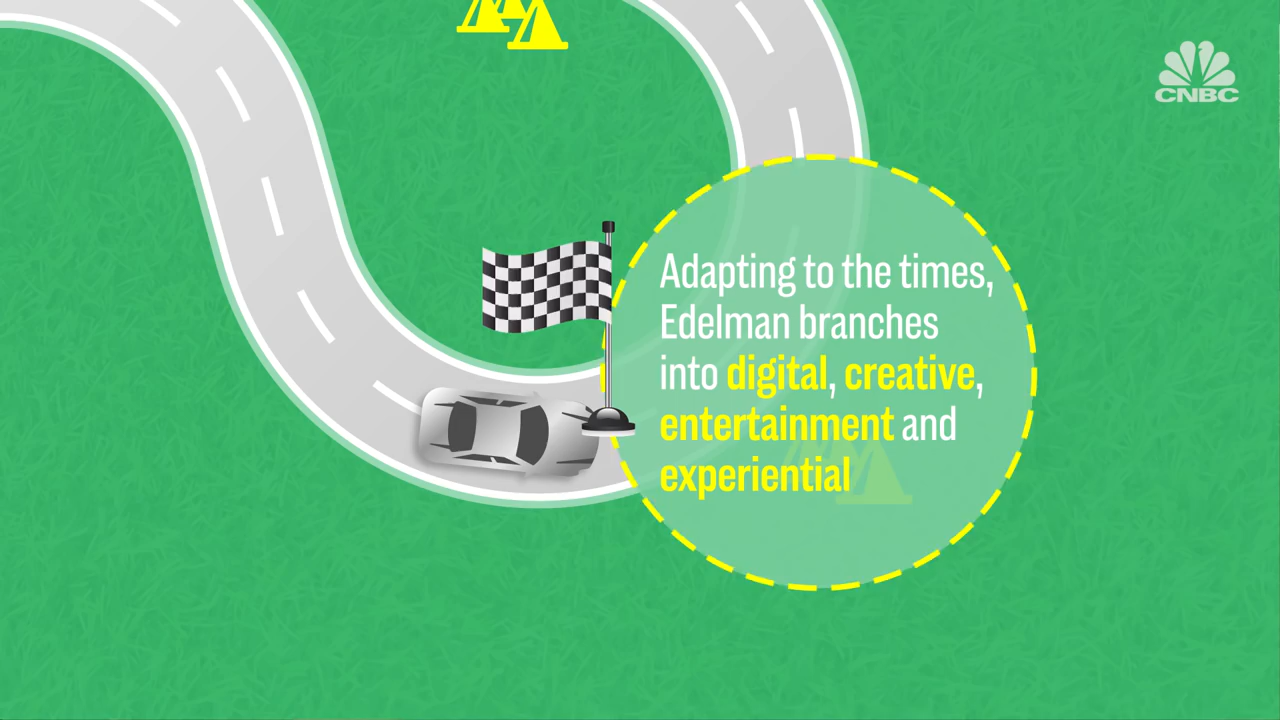 CNBC
Adapting to the times,
Edelman branches
into digital, creative,
entertainment and
experiential